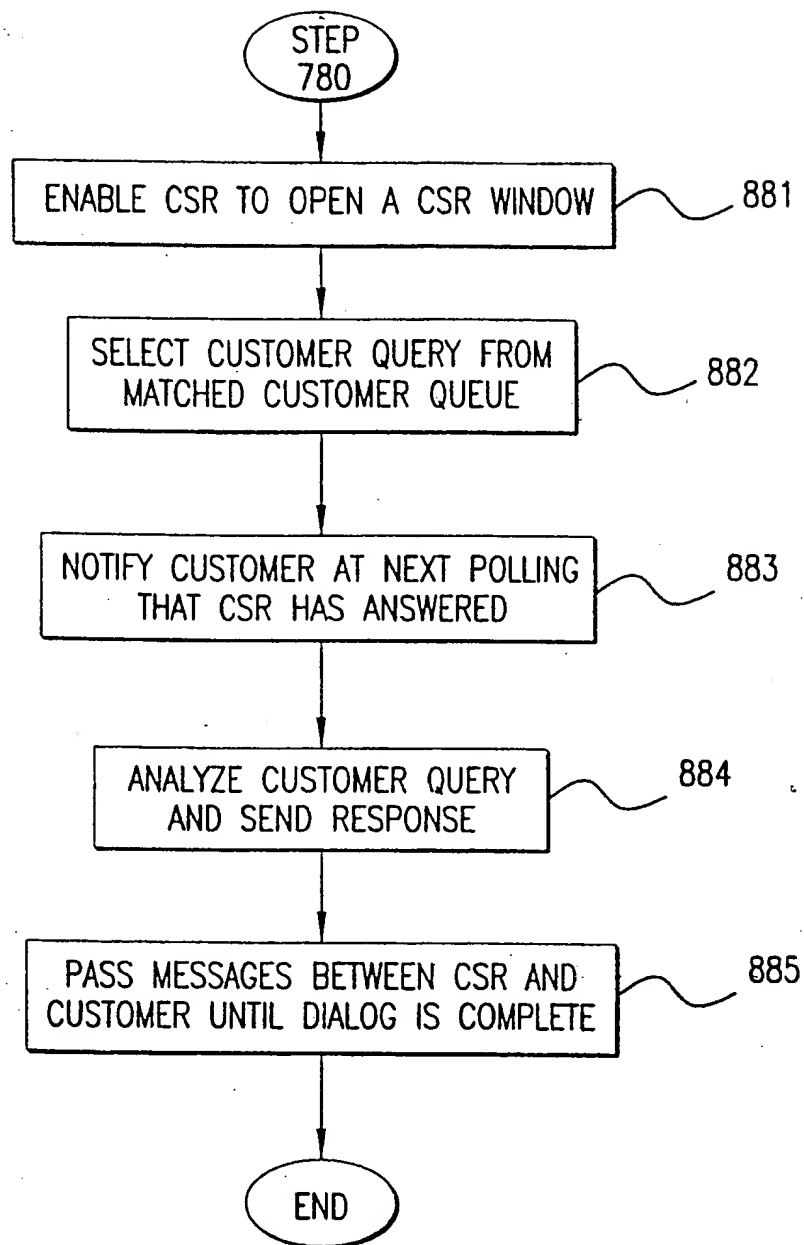 STEP
780
ENABLE CSR TO OPEN A CSR WINDOW
881
SELECT CUSTOMER QUERY FROM
MATCHED CUSTOMER QUEUE
882
NOTIFY CUSTOMER AT NEXT POLLING
THAT CSR HAS ANSWERED
883
ANALYZE CUSTOMER QUERY
AND SEND RESPONSE
884
PASS MESSAGES BETWEEN CSR AND
CUSTOMER UNTIL DIALOG IS COMPLETE
885
END